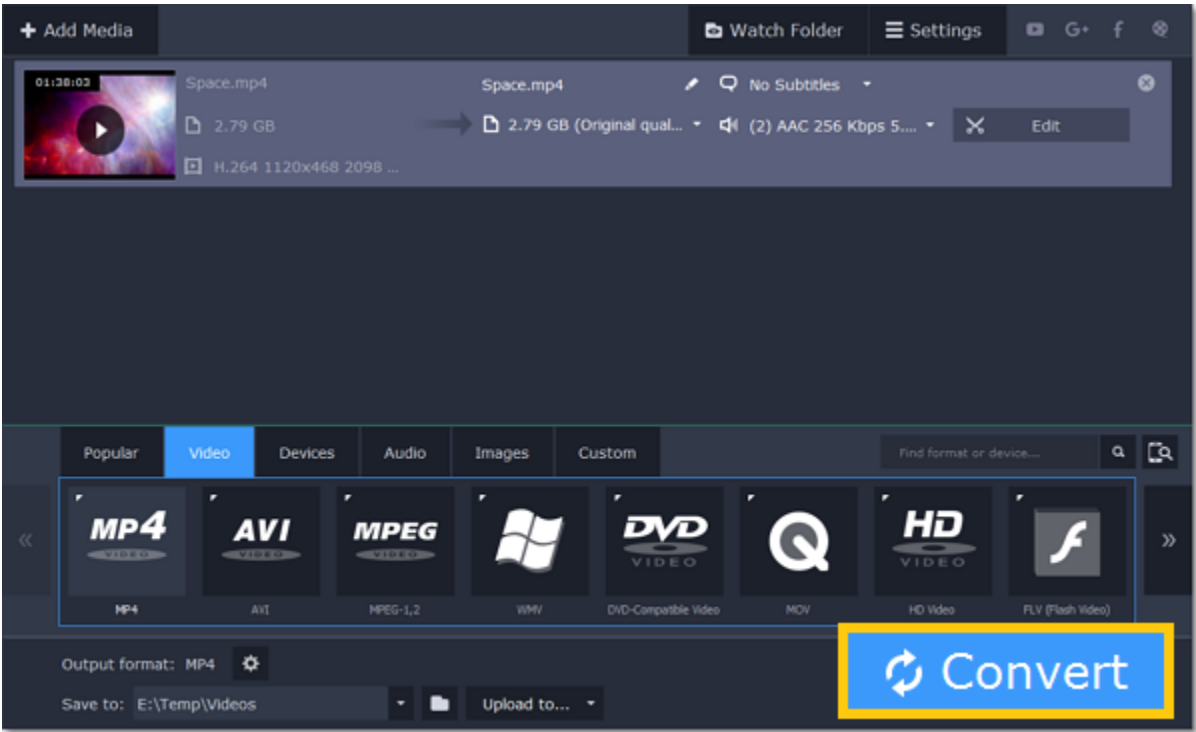 + Add Media
Watch Folder
Settings
G+ f
01:38:03
Space.mp4
Space.mp4
No Subtitles
2.79 GB
2.79 GB (Original qual...
(2) AAC 256 Kbps 5....
Edit
H.264 1120x468 2098 ...
Popular
Video
Devices
Audio
Images
Custom
Find format or device....
MP4 VIDEO
AVI VIDEO
MPEG VIDEO
DVD VIDEO
HD VIDEO
MP4
AVI
MPEG-1,2
WMV
DVD-Compatible Video
MOV
HD Video
FLV (Flash Video)
Output format: MP4
Convert
Save to: E:\Temp\Videos
Upload to...